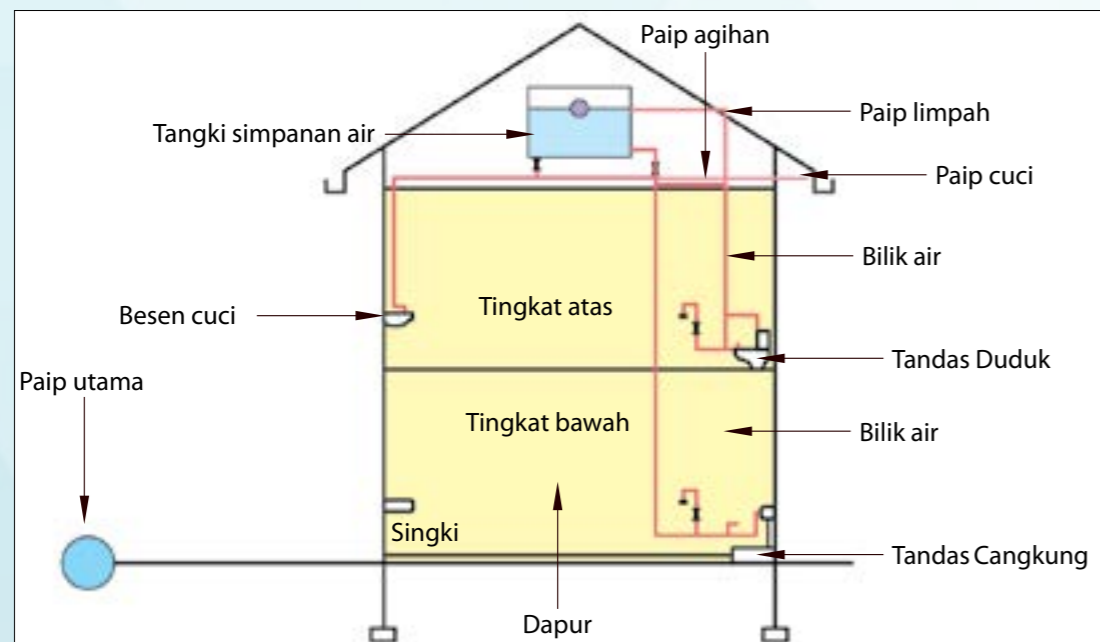 Paip agihan
Paip limpah
Tangki simpanan air
Paip cuci
Bilik air
Tingkat atas
Besen cuci
Tandas Duduk
Paip utama
Tingkat bawah
Bilik air
Singki
Tandas Cangkung
Dapur